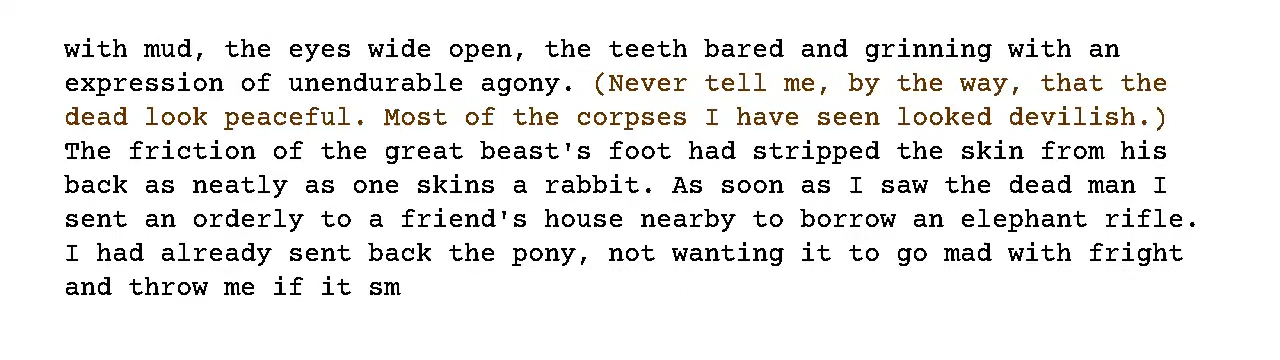 with mud, the eyes wide open, the teeth bared and grinning with an
expression of unendurable agony. (Never tell me, by the way, that the
dead look peaceful. Most of the corpses I have seen looked devilish.)
The friction of the great beast's foot had stripped the skin from his
back as neatly as one skins a rabbit. As soon as I saw the dead man I
sent an orderly to a friend's house nearby to borrow an elephant rifle.
I had already sent back the pony, not wanting it to go mad with fright
and throw me if it sm